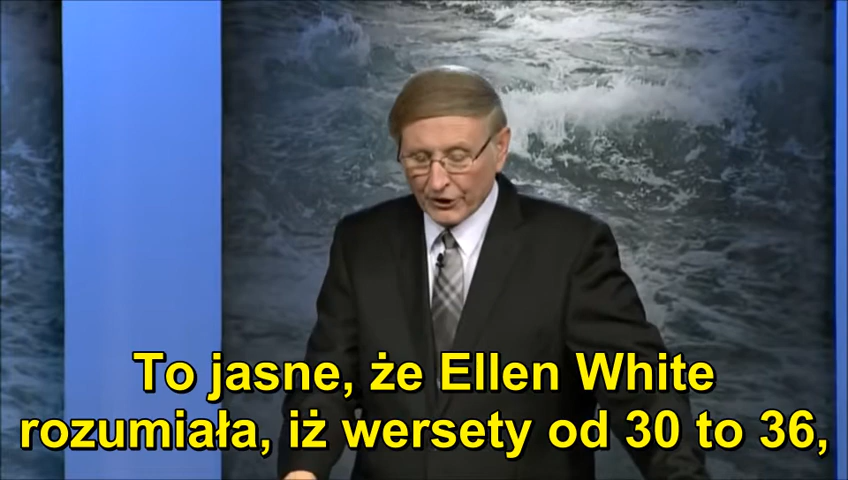 To jasne, że Ellen White
rozumiała, iż wersety od 30 to 36,